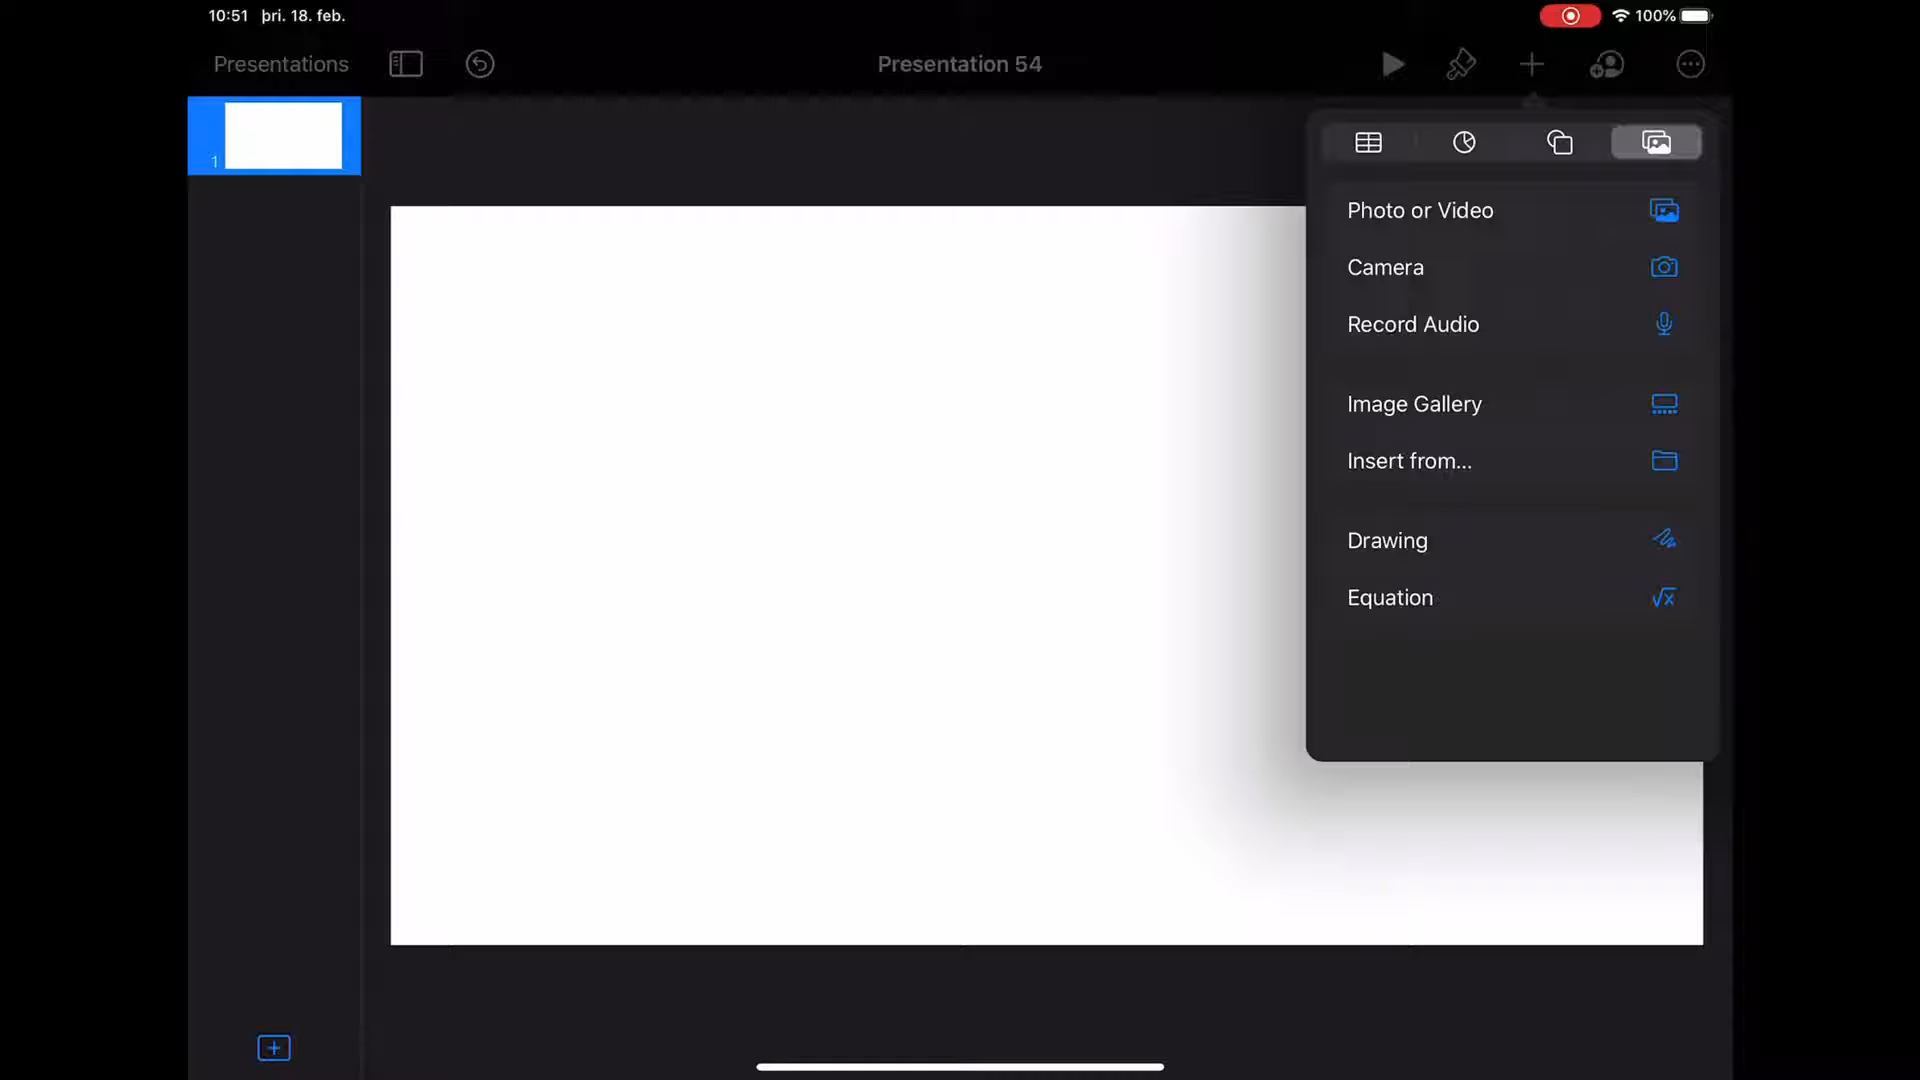 10:51 þri. 18. feb.
100%
Presentations
Presentation 54
1
Photo or Video
Camera
Record Audio
Image Gallery
Insert from...
Drawing
Equation